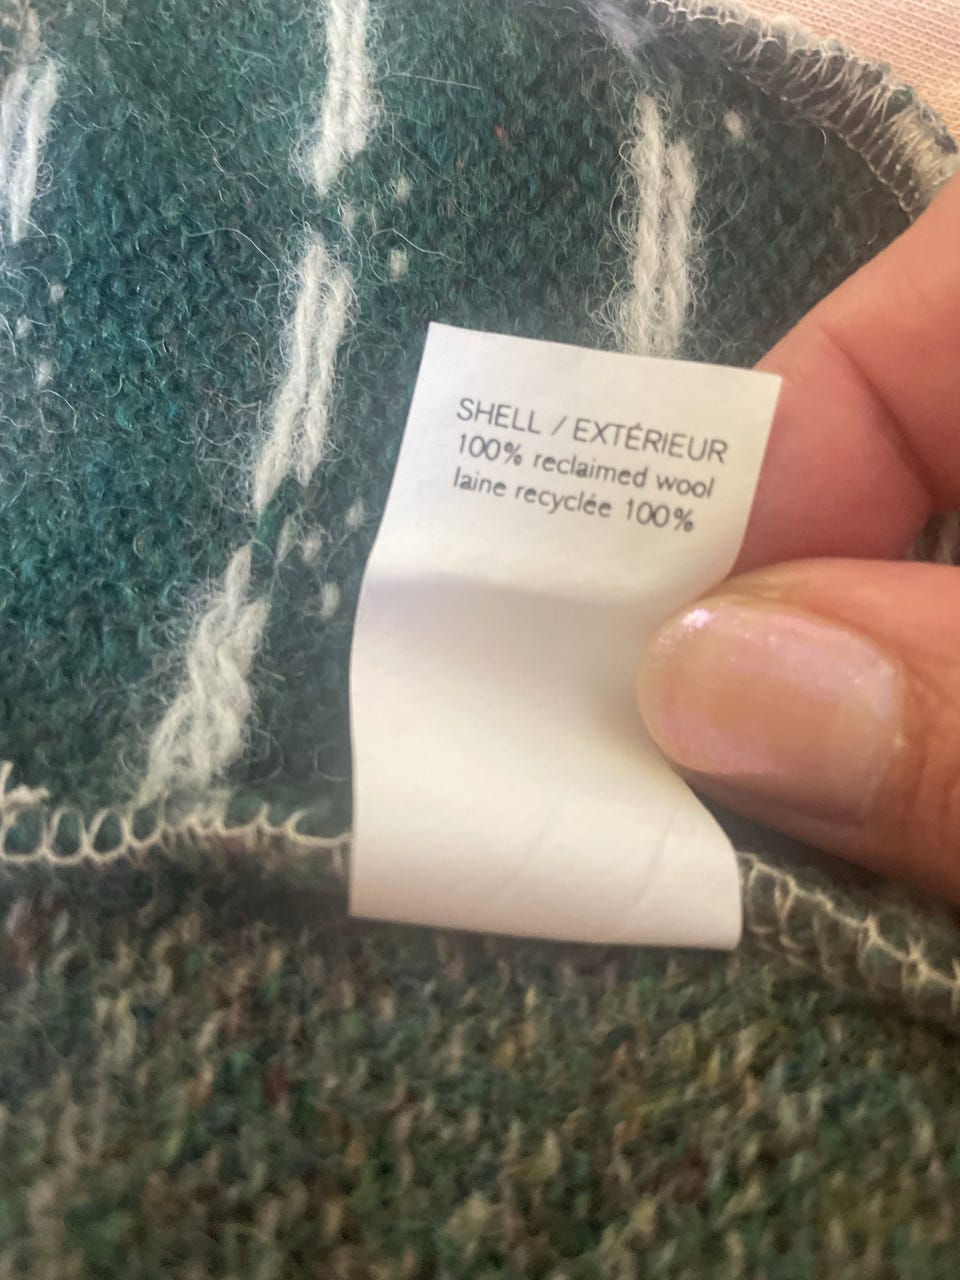 SHELL / EXTÉRIEUR
100% reclaimed wool
laine recyclée 100%